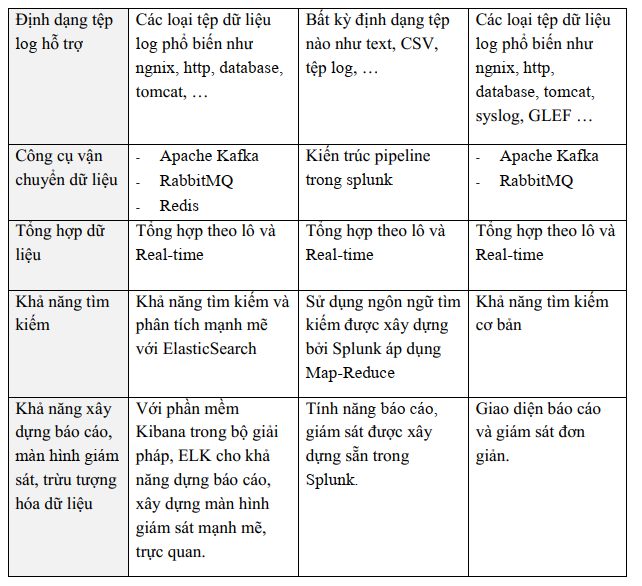 Định dạng tệp
log hỗ trợ
Các loại tệp dữ liệu
log phổ biến như
ngnix, http, database,
tomcat, …
Bất kỳ định dạng tệp
nào như text, CSV,
tệp log, …
Các loại tệp dữ liệu
log phổ biến như
ngnix, http,
database, tomcat,
syslog, GLEF …
Công cụ vận
chuyển dữ liệu
- Apache Kafka
- RabbitMQ
- Redis
Kiến trúc pipeline
trong splunk
- Apache Kafka
- RabbitMQ
Tổng hợp dữ
liệu
Tổng hợp theo lô và
Real-time
Tổng hợp theo lô và
Real-time
Tổng hợp theo lô và
Real-time
Khả năng tìm
kiếm
Khả năng tìm kiếm và
phân tích mạnh mẽ
với ElasticSearch
Sử dụng ngôn ngữ tìm
kiếm được xây dựng
bởi Splunk áp dụng
Map-Reduce
Khả năng tìm kiếm
cơ bản
Khả năng xây
dựng báo cáo,
màn hình giám
sát, trừu tượng
hóa dữ liệu
Với phần mềm
Kibana trong bộ giải
pháp, ELK cho khả
năng dựng báo cáo,
xây dựng màn hình
giám sát mạnh mẽ,
trực quan.
Tính năng báo cáo,
giám sát được xây
dựng sẵn trong
Splunk.
Giao diện báo cáo
và giám sát đơn
giản.